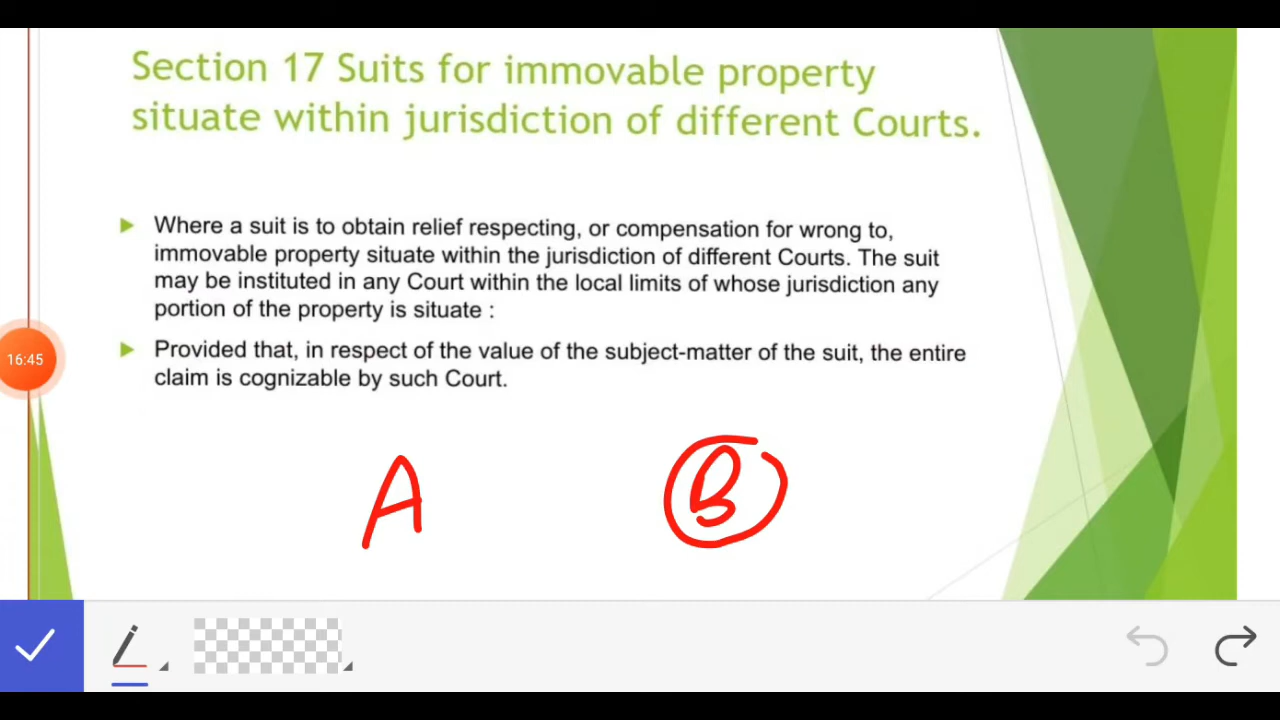 Section 17 Suits for immovable property
situate within jurisdiction of different Courts.
Where a suit is to obtain relief respecting, or compensation for wrong to,
immovable property situate within the jurisdiction of different Courts. The suit
may be instituted in any Court within the local limits of whose jurisdiction any
portion of the property is situate :
16:45
Provided that, in respect of the value of the subject-matter of the suit, the entire
claim is cognizable by such Court.
A B